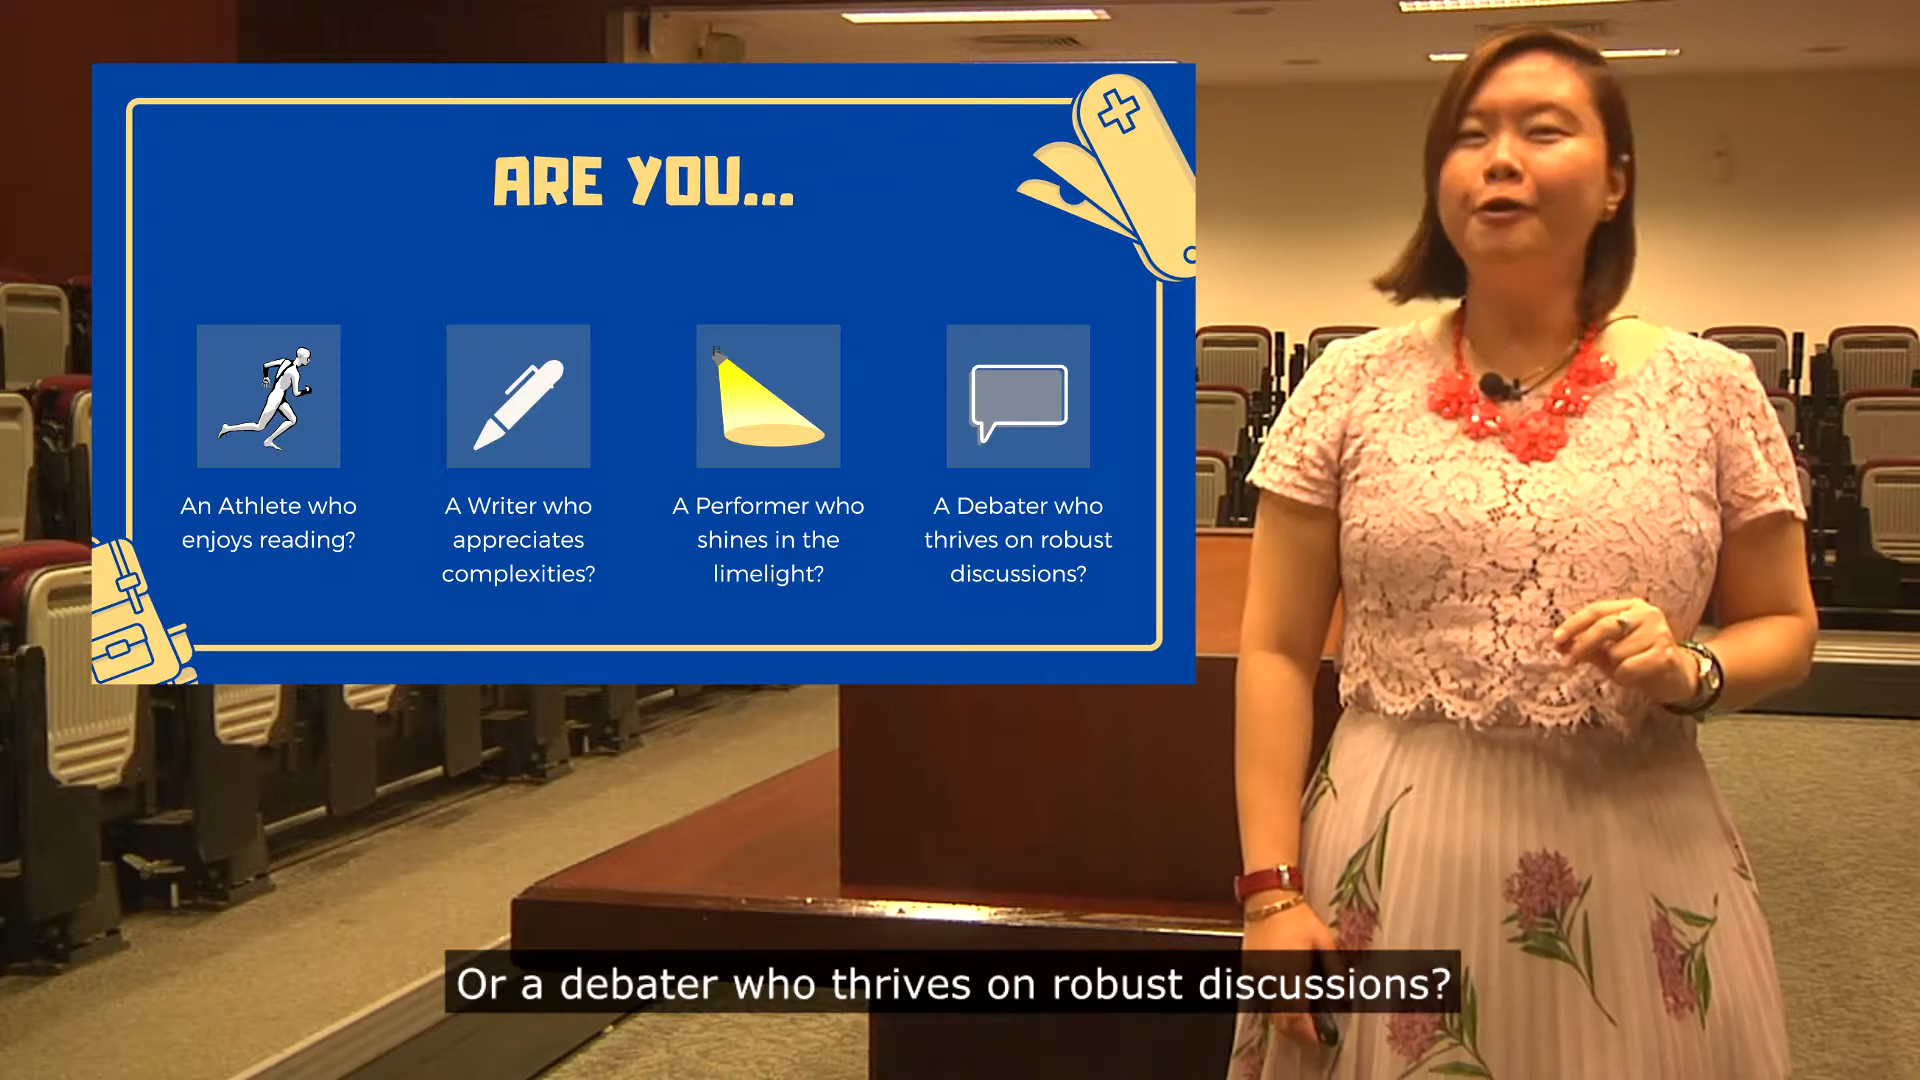 ARE YOU...
An Athlete who
enjoys reading?
A Writer who
appreciates
complexities?
A Performer who
shines in the
limelight?
A Debater who
thrives on robust
discussions?
Or a debater who thrives on robust discussions?